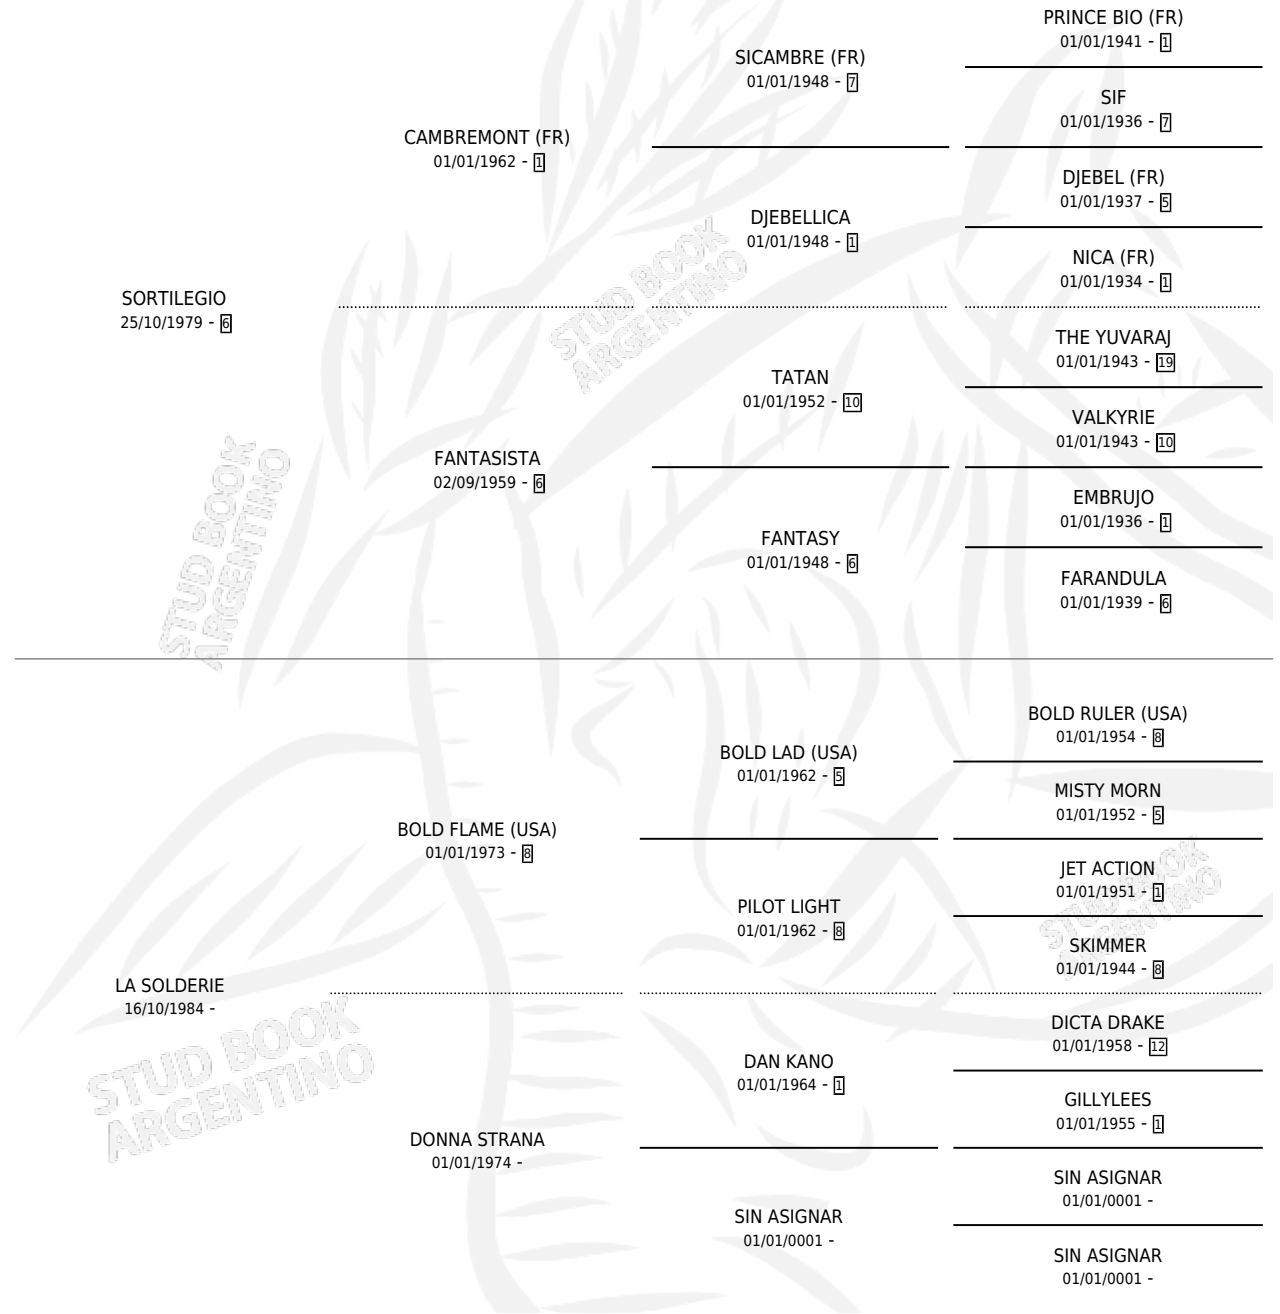 PRINCE BIO (FR)
01/01/1941 - 1
SICAMBRE (FR)
01/01/1948 - 7
SIF
01/01/1936 - 7
CAMBREMONT (FR)
01/01/1962 - 1
DJEBEL (FR)
01/01/1937 - 5
DJEBELLICA
01/01/1948 - 1
NICA (FR)
01/01/1934 - 1
SORTILEGIO
25/10/1979 - 6
THE YUVARAJ
01/01/1943 - 19
TATAN
01/01/1952 - 10
VALKYRIE
01/01/1943 - 10
FANTASISTA
02/09/1959 - 6
EMBRUJO
01/01/1936 - 1
FANTASY
01/01/1948 - 6
FARANDULA
01/01/1939 - 6
BOLD RULER (USA)
01/01/1954 - 8
BOLD LAD (USA)
01/01/1962 - 5
MISTY MORN
01/01/1952 - 5
BOLD FLAME (USA)
01/01/1973 - 8
JET ACTION
01/01/1951 - 1
PILOT LIGHT
01/01/1962 - 8
SKIMMER
01/01/1944 - 8
LA SOLDERIE
16/10/1984 -
DICTA DRAKE
01/01/1958 - 12
DAN KANO
01/01/1964 - 1
GILLYLEES
01/01/1955 - 1
DONNA STRANA
01/01/1974 -
SIN ASIGNAR
01/01/0001 -
SIN ASIGNAR
01/01/0001 -
SIN ASIGNAR
01/01/0001 -
STUD BOOK
ARGENTINO
STUD BOOK
ARGENTINO
STUD BOOK
ARGENTINO
STUD BOOK
ARGENTINO